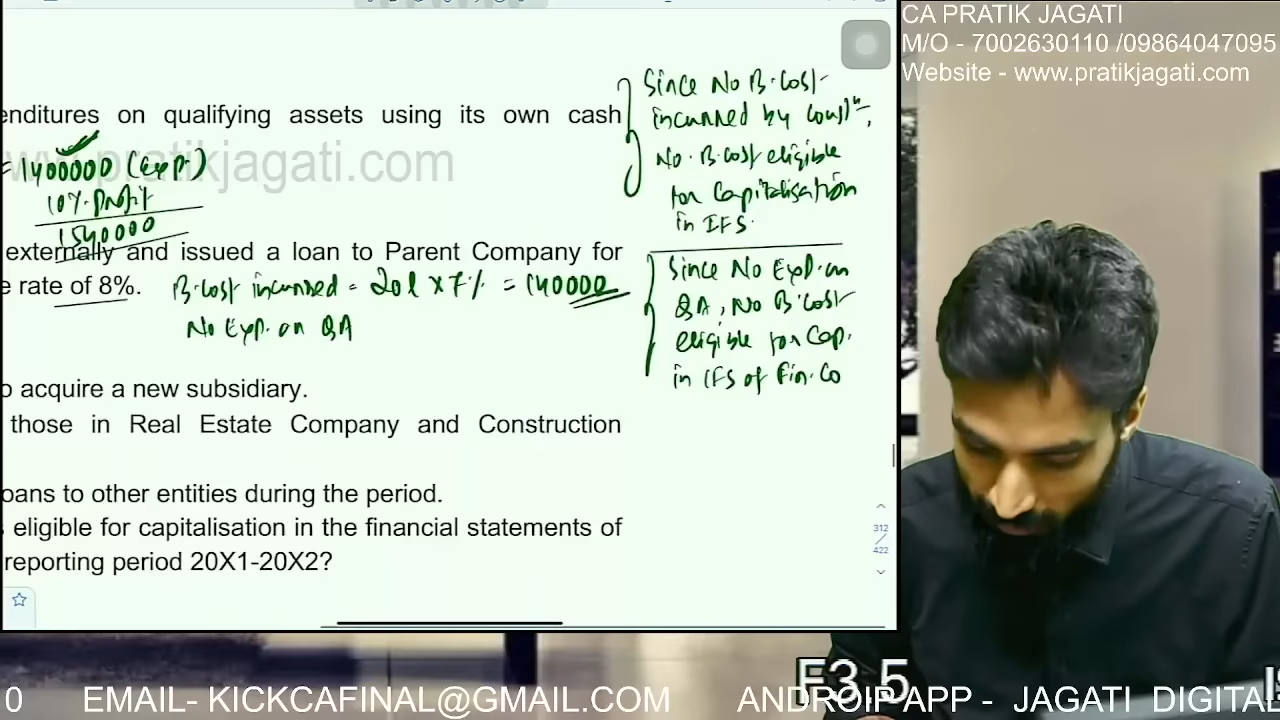 CA PRATIK JAGATI
M/O - 7002630110 /09864047095
Website - www.pratikjagati.com
enditures on qualifying assets using its own cash
www.pratikjagati.com
= 1400000 (Exp.)
10% Profit
1540000
externally and issued a loan to Parent Company for
e rate of 8%.
B.cost incurred = 20l x 7% = 140000
No Exp. on QA
o acquire a new subsidiary.
those in Real Estate Company and Construction
oans to other entities during the period.
s eligible for capitalisation in the financial statements of
reporting period 20X1-20X2?
Since No B.cost
incurred by constn,
No. B.cost eligible
for Capitalisation
in IFS.
Since No Exp. on
QA, No B.cost
eligible for Cap.
in IFS of Fin. Co
312
422
F3.5
0 EMAIL- KICKCAFINAL@GMAIL.COM ANDROID APP - JAGATI DIGITAL